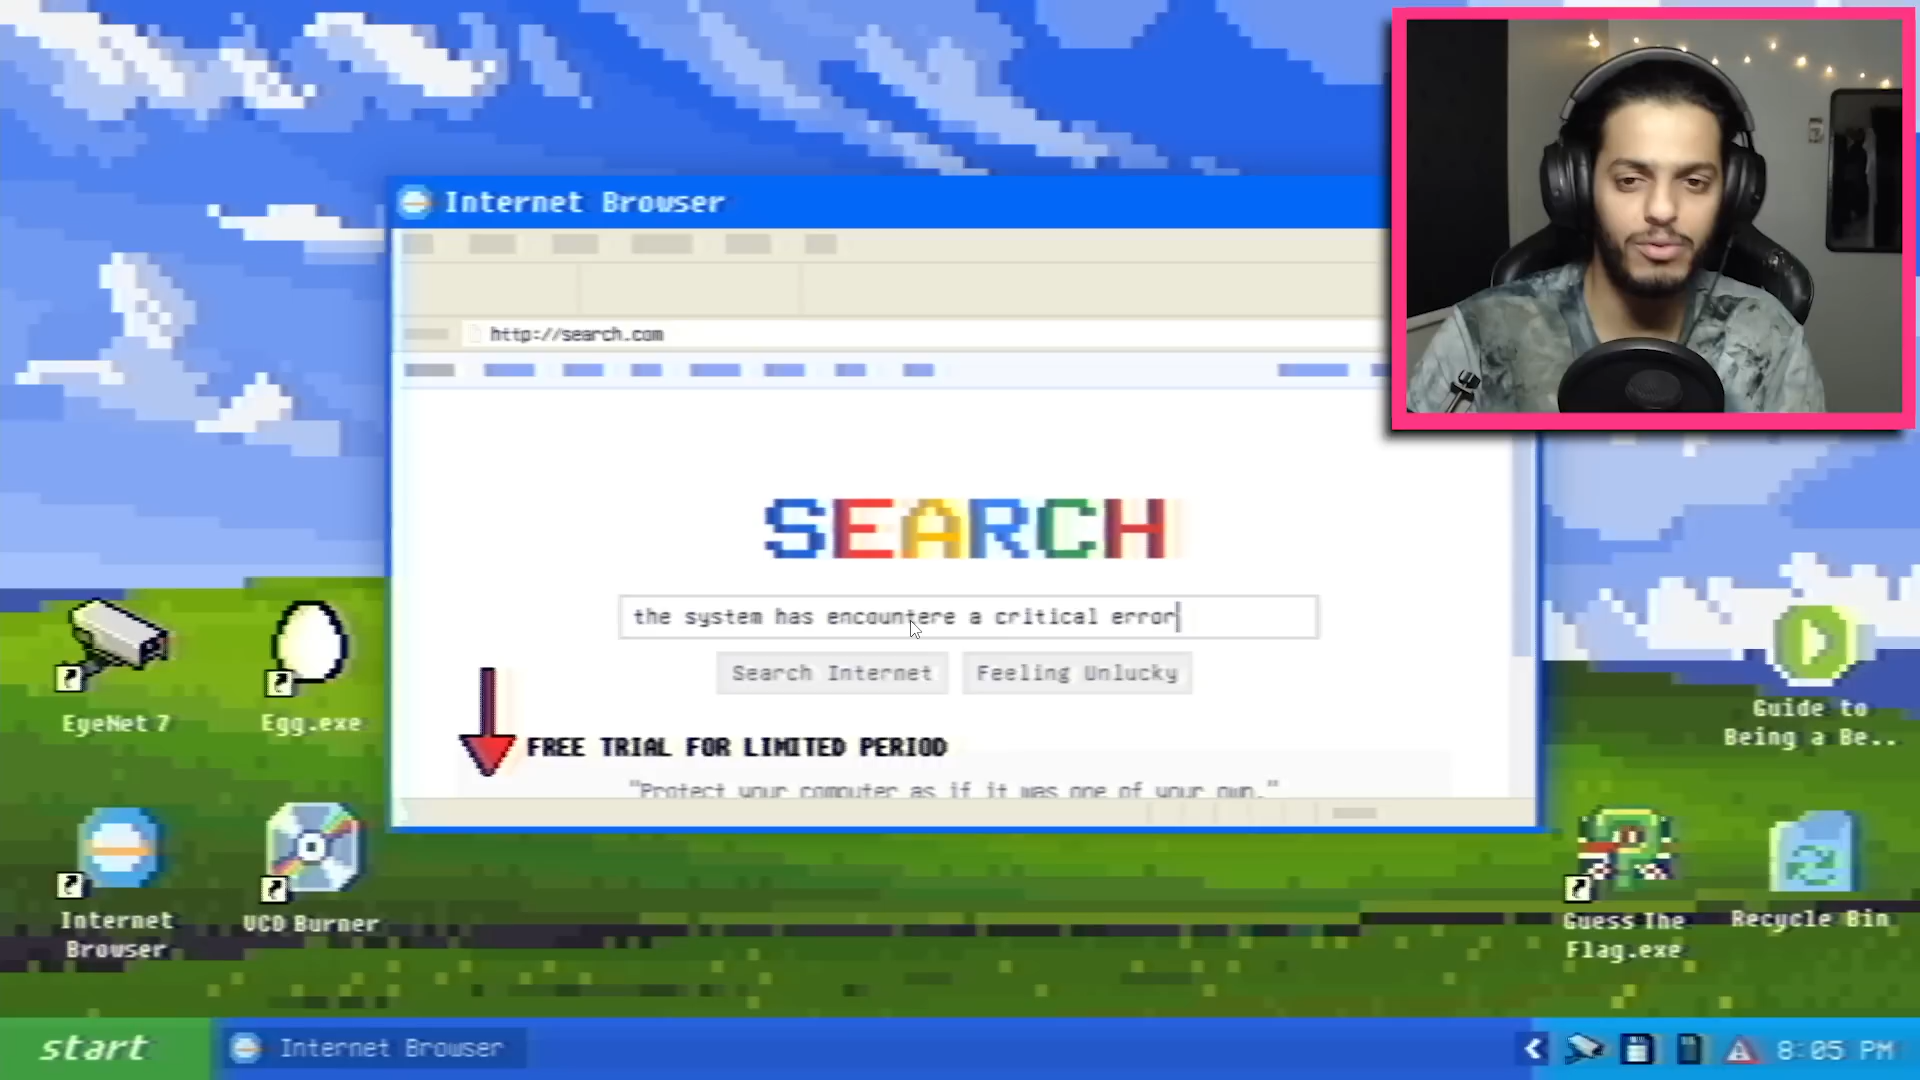 Internet Browser
http://search.com
SEARCH
the system has encountere a critical error
Search Internet
Feeling Unlucky
FREE TRIAL FOR LIMITED PERIOD
"Protect your computer as if it was one of your own."
EyeNet 7
Egg.exe
Guide to
Being a Be..
Internet
Browser
VCD Burner
Guess The
Flag.exe
Recycle Bin
start
Internet Browser
8:05 PM